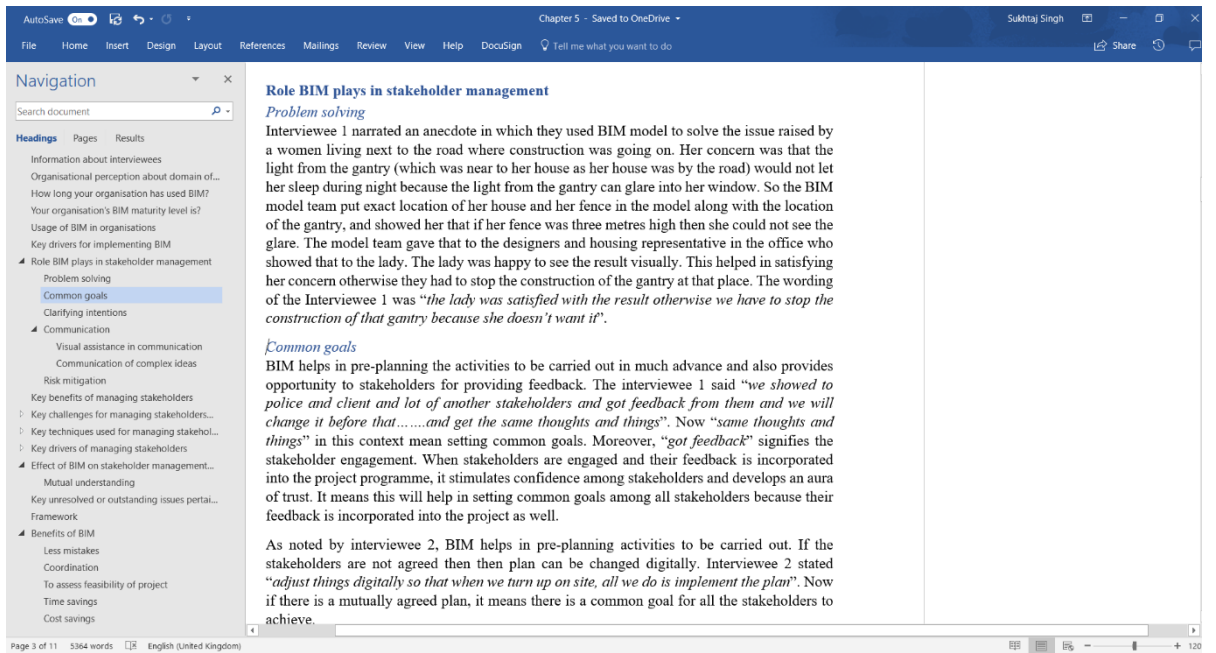 AutoSave On
Chapter 5 - Saved to OneDrive
Sukhtaj Singh
File Home Insert Design Layout References Mailings Review View Help DocuSign Tell me what you want to do
Share
Navigation
Search document
Headings Pages Results
Information about interviewees
Organisational perception about domain of...
How long your organisation has used BIM?
Your organisation's BIM maturity level is?
Usage of BIM in organisations
Key drivers for implementing BIM
Role BIM plays in stakeholder management
Problem solving
Common goals
Clarifying intentions
Communication
Visual assistance in communication
Communication of complex ideas
Risk mitigation
Key benefits of managing stakeholders
Key challenges for managing stakeholders...
Key techniques used for managing stakehol...
Key drivers of managing stakeholders
Effect of BIM on stakeholder management...
Mutual understanding
Key unresolved or outstanding issues pertai...
Framework
Benefits of BIM
Less mistakes
Coordination
To assess feasibility of project
Time savings
Cost savings
Role BIM plays in stakeholder management
Problem solving
Interviewee 1 narrated an anecdote in which they used BIM model to solve the issue raised by
a women living next to the road where construction was going on. Her concern was that the
light from the gantry (which was near to her house as her house was by the road) would not let
her sleep during night because the light from the gantry can glare into her window. So the BIM
model team put exact location of her house and her fence in the model along with the location
of the gantry, and showed her that if her fence was three metres high then she could not see the
glare. The model team gave that to the designers and housing representative in the office who
showed that to the lady. The lady was happy to see the result visually. This helped in satisfying
her concern otherwise they had to stop the construction of the gantry at that place. The wording
of the Interviewee 1 was “the lady was satisfied with the result otherwise we have to stop the
construction of that gantry because she doesn’t want it”.
Common goals
BIM helps in pre-planning the activities to be carried out in much advance and also provides
opportunity to stakeholders for providing feedback. The interviewee 1 said “we showed to
police and client and lot of another stakeholders and got feedback from them and we will
change it before that…….and get the same thoughts and things”. Now “same thoughts and
things” in this context mean setting common goals. Moreover, “got feedback” signifies the
stakeholder engagement. When stakeholders are engaged and their feedback is incorporated
into the project programme, it stimulates confidence among stakeholders and develops an aura
of trust. It means this will help in setting common goals among all stakeholders because their
feedback is incorporated into the project as well.
As noted by interviewee 2, BIM helps in pre-planning activities to be carried out. If the
stakeholders are not agreed then then plan can be changed digitally. Interviewee 2 stated
“adjust things digitally so that when we turn up on site, all we do is implement the plan”. Now
if there is a mutually agreed plan, it means there is a common goal for all the stakeholders to
achieve.
Page 3 of 11 5364 words English (United Kingdom)
120